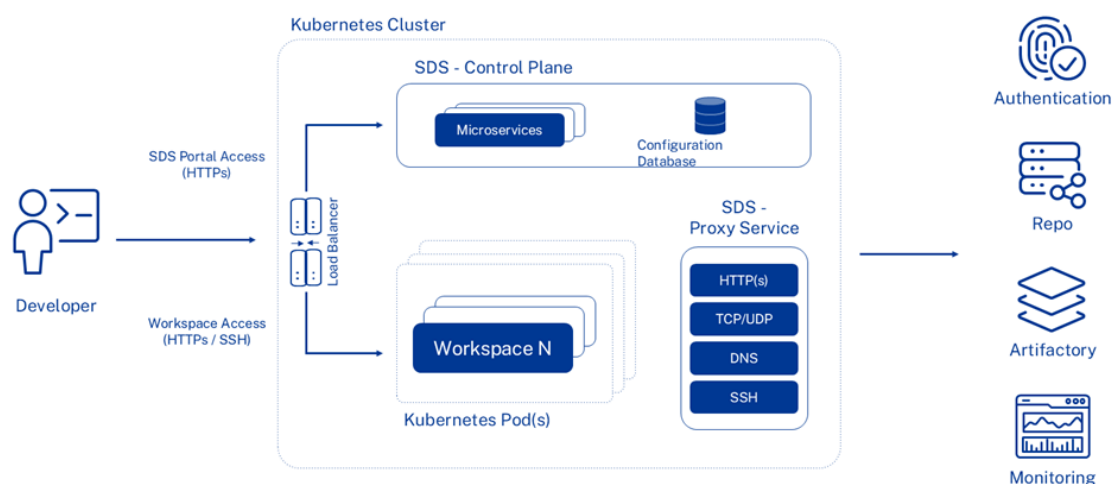 Kubernetes Cluster
SDS - Control Plane
Microservices
Configuration
Database
SDS Portal Access
(HTTPs)
Developer
Load Balancer
Workspace Access
(HTTPs / SSH)
Workspace N
Kubernetes Pod(s)
SDS -
Proxy Service
HTTP(s)
TCP/UDP
DNS
SSH
Authentication
Repo
Artifactory
Monitoring